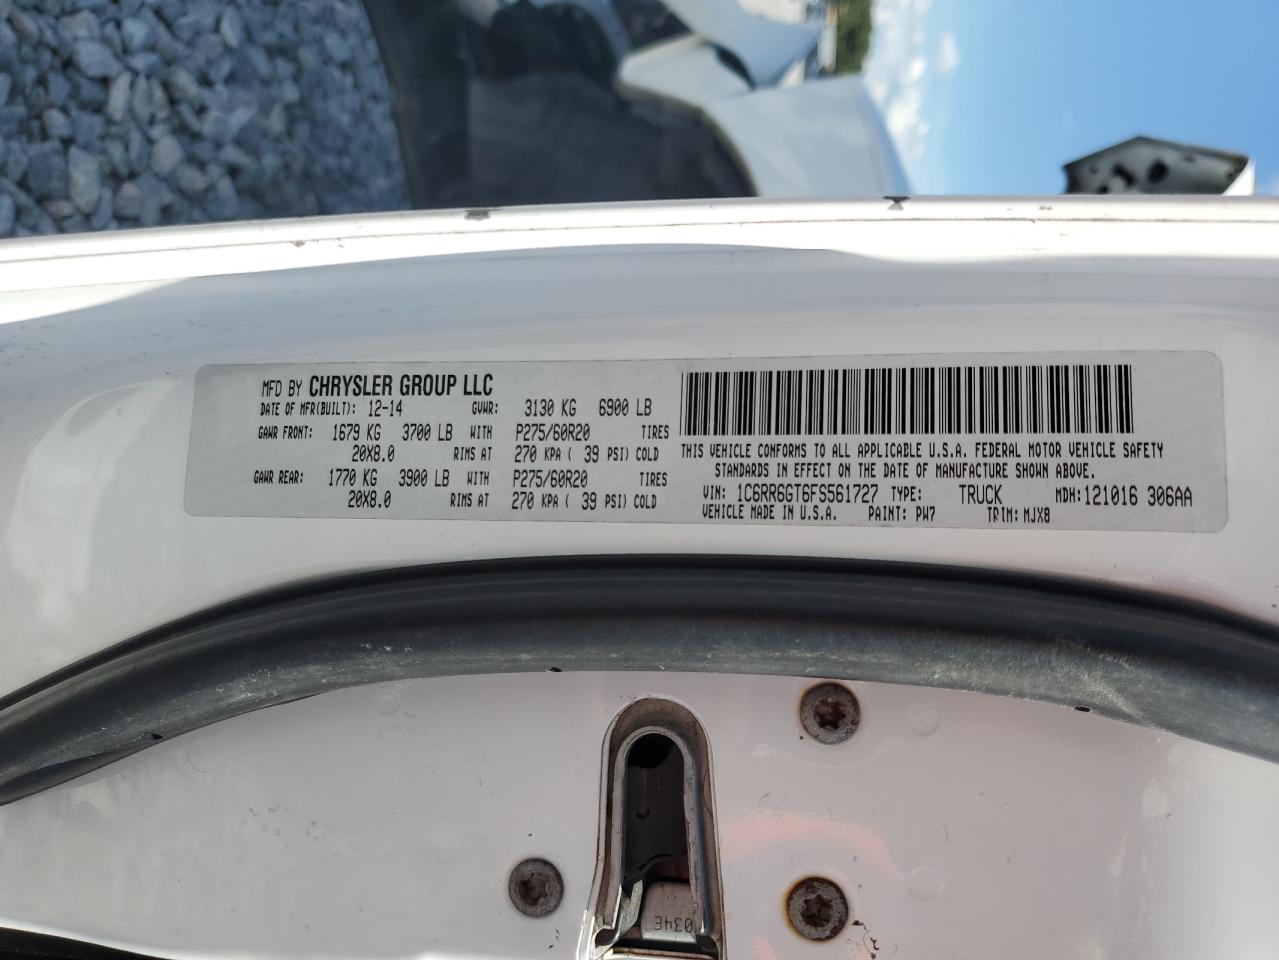 MFD BY CHRYSLER GROUP LLC
DATE OF MFR(BUILT): 12-14 GVWR: 3130 KG 6900 LB
GAWR FRONT: 1679 KG 3700 LB WITH P275/60R20 TIRES
20X8.0 RIMS AT 270 KPA ( 39 PSI) COLD
GAWR REAR: 1770 KG 3900 LB WITH P275/60R20 TIRES
20X8.0 RIMS AT 270 KPA ( 39 PSI) COLD
THIS VEHICLE CONFORMS TO ALL APPLICABLE U.S.A. FEDERAL MOTOR VEHICLE SAFETY
STANDARDS IN EFFECT ON THE DATE OF MANUFACTURE SHOWN ABOVE.
VIN: 1C6RR6GT6FS561727 TYPE: TRUCK MDH: 121016 306AA
VEHICLE MADE IN U.S.A. PAINT: PW7 TRIM: MJX8
034E